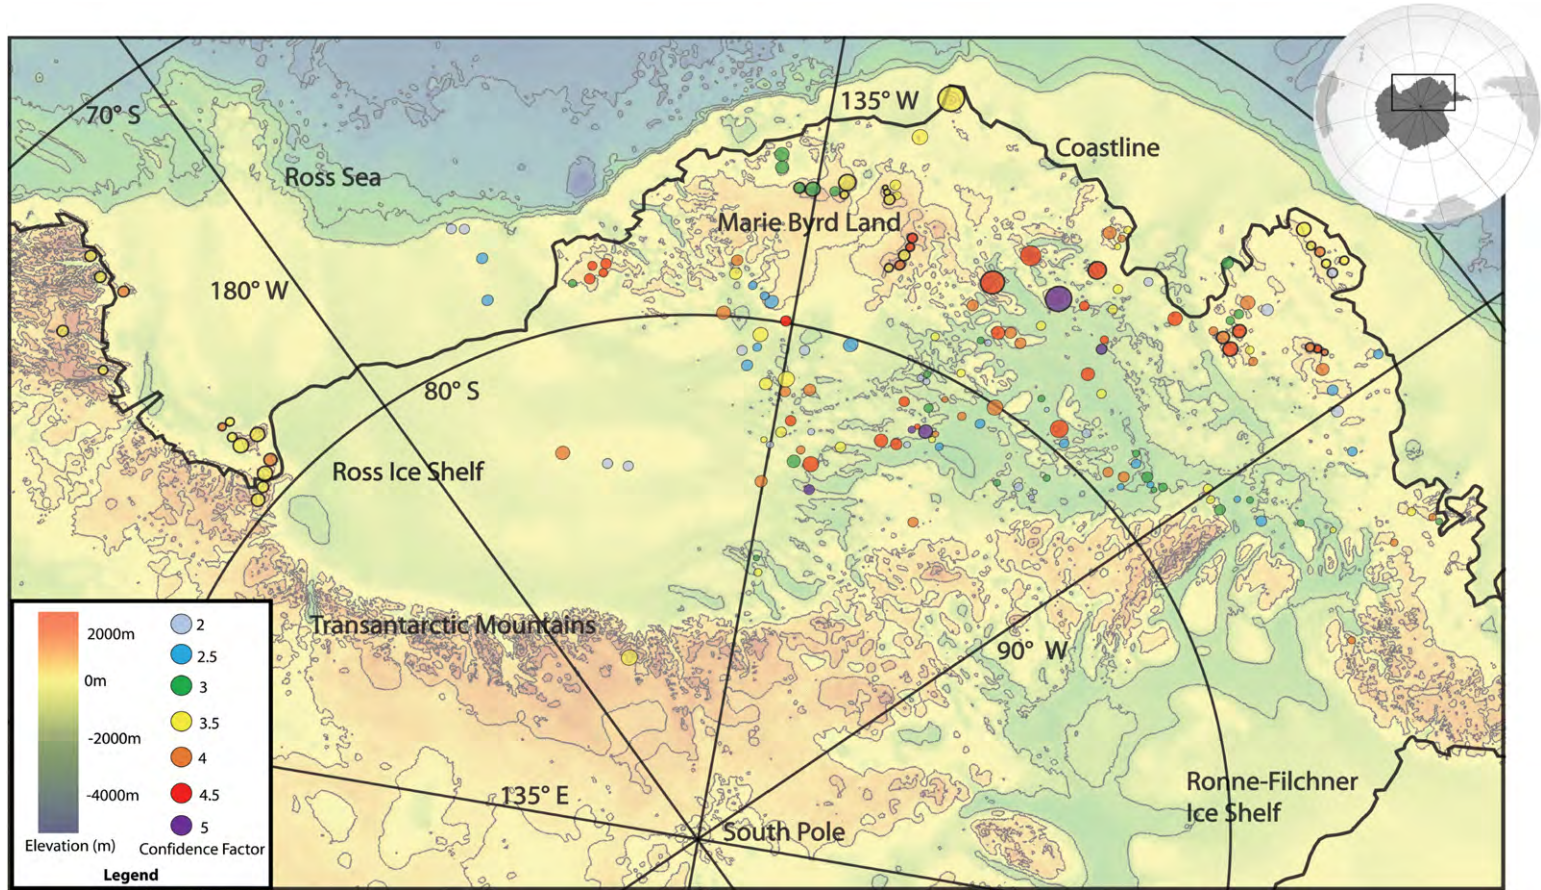 70° S
135° W
Coastline
Ross Sea
Marie Byrd Land
180° W
80° S
Ross Ice Shelf
Transantarctic Mountains
90° W
135° E
South Pole
Ronne-Filchner
Ice Shelf
2000m
0m
-2000m
-4000m
Elevation (m)
2
2.5
3
3.5
4
4.5
5
Confidence Factor
Legend